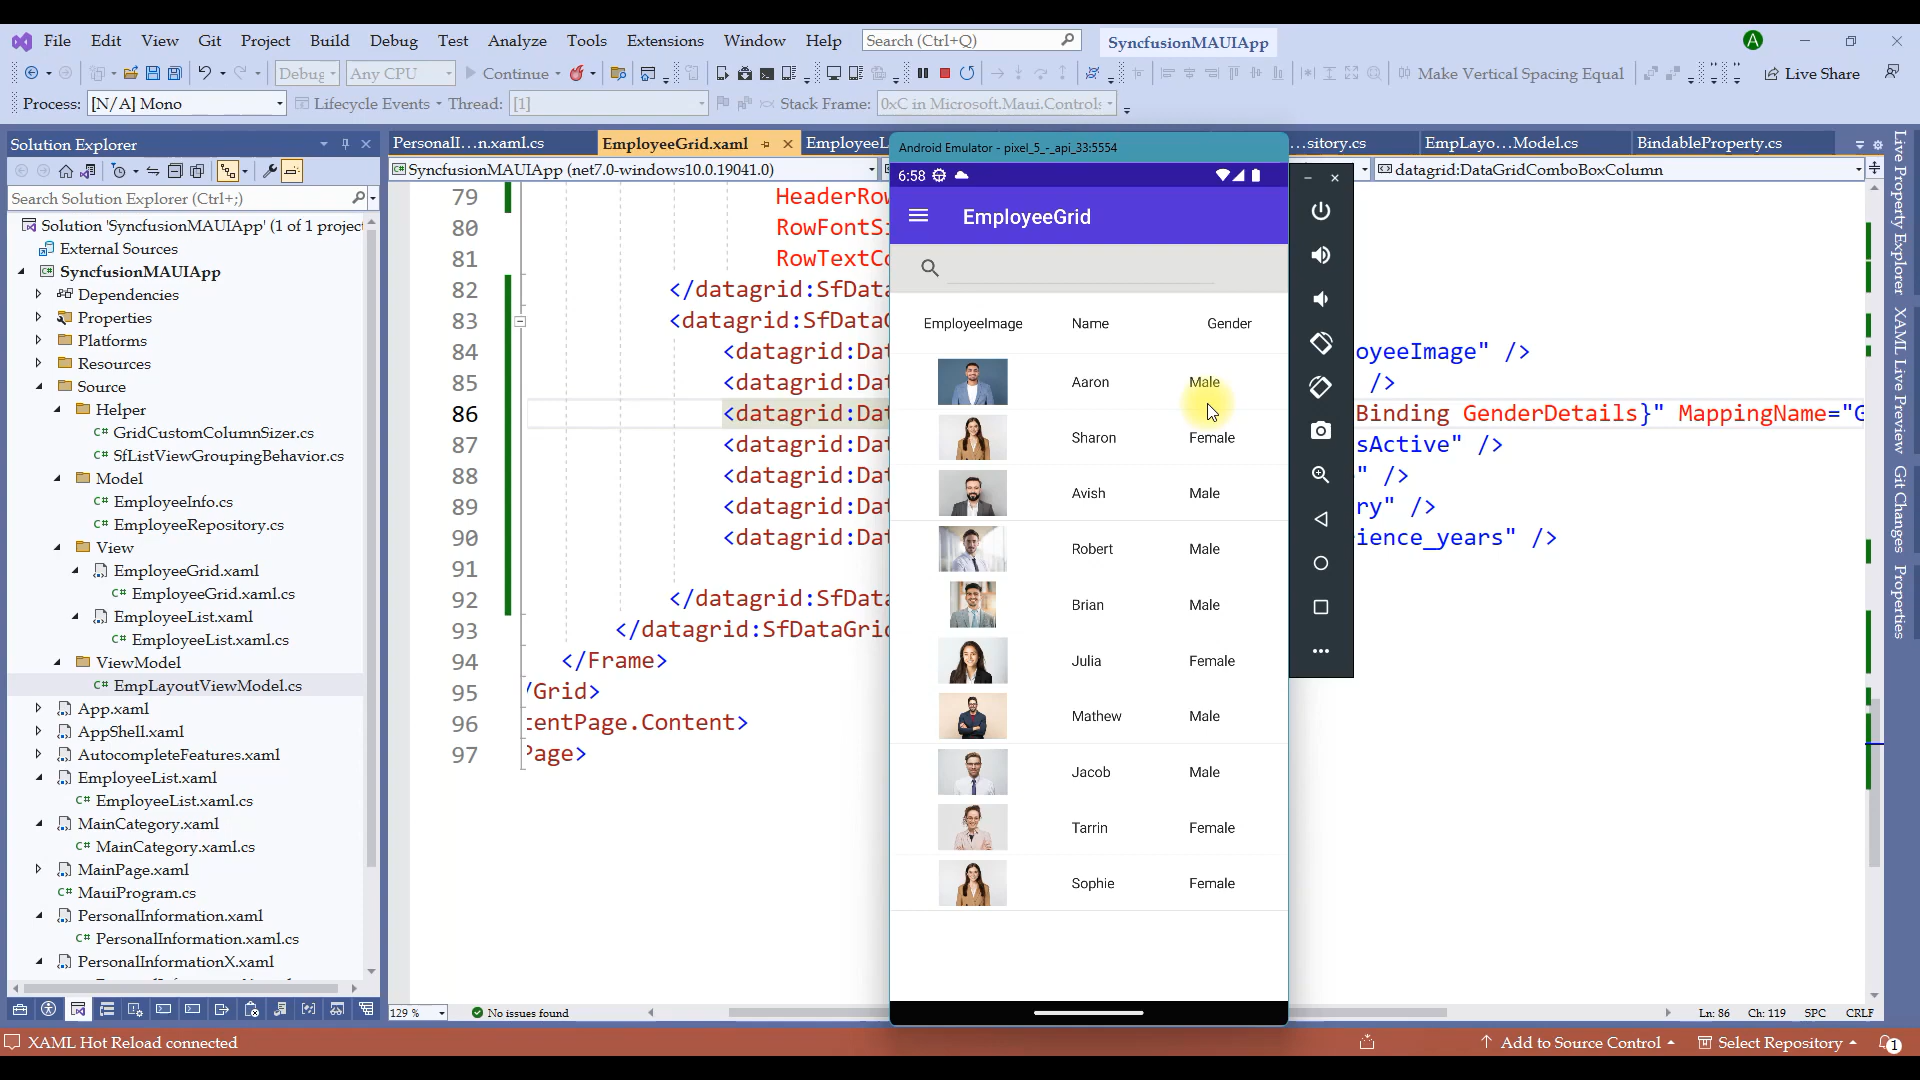 File Edit View Git Project Build Debug Test Analyze Tools Extensions Window Help Search (Ctrl+Q) SyncfusionMAUIApp A
Debug Any CPU Continue Make Vertical Spacing Equal Live Share
Process: [N/A] Mono Lifecycle Events Thread: [1] Stack Frame: 0xC in Microsoft.Maui.Controls
Solution Explorer
Search Solution Explorer (Ctrl+;)
Solution 'SyncfusionMAUIApp' (1 of 1 project
External Sources
SyncfusionMAUIApp
Dependencies
Properties
Platforms
Resources
Source
Helper
GridCustomColumnSizer.cs
SfListViewGroupingBehavior.cs
Model
EmployeeInfo.cs
EmployeeRepository.cs
View
EmployeeGrid.xaml
EmployeeGrid.xaml.cs
EmployeeList.xaml
EmployeeList.xaml.cs
ViewModel
EmpLayoutViewModel.cs
App.xaml
AppShell.xaml
AutocompleteFeatures.xaml
EmployeeList.xaml
EmployeeList.xaml.cs
MainCategory.xaml
MainCategory.xaml.cs
MainPage.xaml
MauiProgram.cs
PersonalInformation.xaml
PersonalInformation.xaml.cs
PersonalInformationX.xaml
PersonalI...n.xaml.cs EmployeeGrid.xaml EmployeeL ...sitory.cs EmpLayo...Model.cs BindableProperty.cs
SyncfusionMAUIApp (net7.0-windows10.0.19041.0) datagrid:DataGridComboBoxColumn
79 HeaderRow
80 RowFontSi
81 RowTextCo
82 </datagrid:SfData
83 <datagrid:SfDataG
84 <datagrid:Dat oyeeImage" />
85 <datagrid:Dat />
86 <datagrid:Dat Binding GenderDetails}" MappingName="G
87 <datagrid:Dat sActive" />
88 <datagrid:Dat " />
89 <datagrid:Dat ry" />
90 <datagrid:Dat ience_years" />
91
92 </datagrid:SfData
93 </datagrid:SfDataGrid
94 </Frame>
95 /Grid>
96 tentPage.Content>
97 Page>
Android Emulator - pixel_5_-_api_33:5554
6:58
EmployeeGrid
EmployeeImage Name Gender
Aaron Male
Sharon Female
Avish Male
Robert Male
Brian Male
Julia Female
Mathew Male
Jacob Male
Tarrin Female
Sophie Female
Live Property Explorer
XAML Live Preview
Git Changes
Properties
129 % No issues found Ln: 86 Ch: 119 SPC CRLF
XAML Hot Reload connected Add to Source Control Select Repository 1